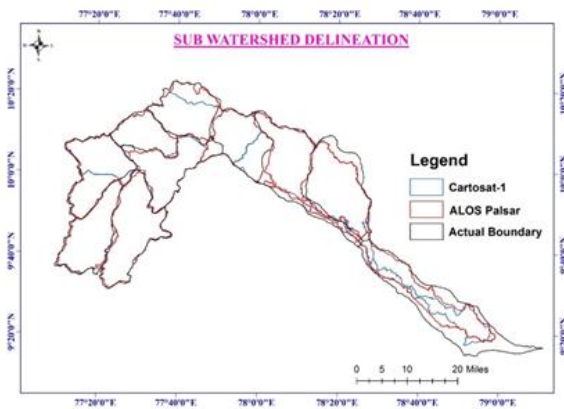 77°20'0"E 77°40'0"E 78°0'0"E 78°20'0"E 78°40'0"E 79°0'0"E
SUB WATERSHED DELINEATION
10°20'0"N
10°0'0"N
9°40'0"N
9°20'0"N
Legend
Cartosat-1
ALOS Palsar
Actual Boundary
0 5 10 20 Miles
77°20'0"E 77°40'0"E 78°0'0"E 78°20'0"E 78°40'0"E 79°0'0"E